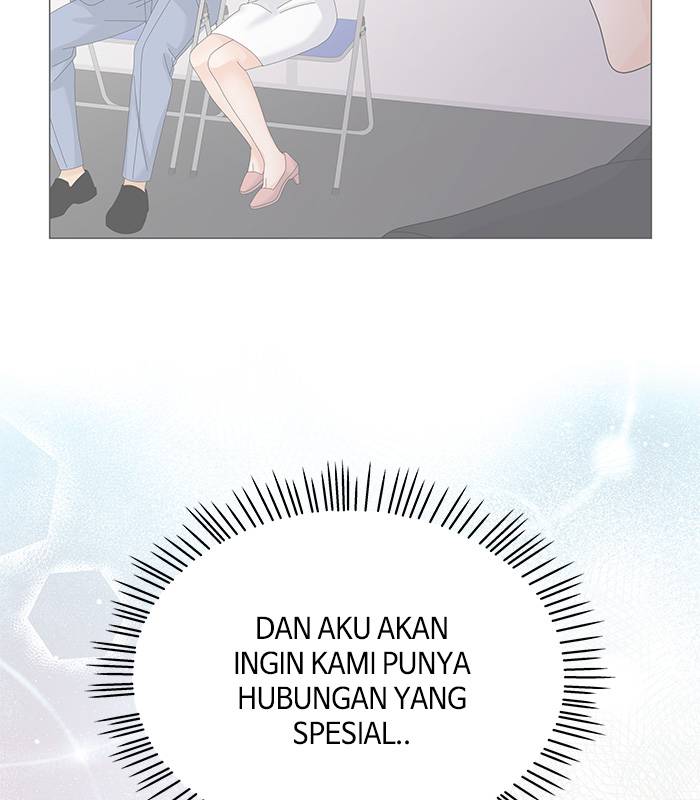 DAN AKU AKAN
INGIN KAMI PUNYA
HUBUNGAN YANG
SPESIAL..